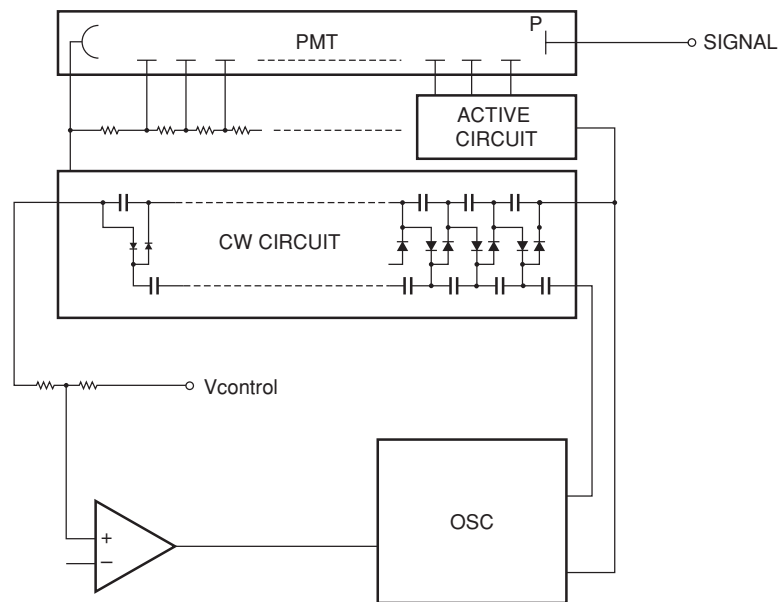 PMT
P
SIGNAL
ACTIVE
CIRCUIT
CW CIRCUIT
Vcontrol
+
−
OSC